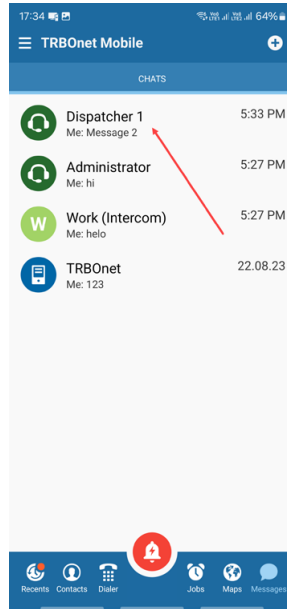 17:34 64%
TRBOnet Mobile
CHATS
Dispatcher 1 5:33 PM
Me: Message 2
Administrator 5:27 PM
Me: hi
W Work (Intercom) 5:27 PM
Me: helo
TRBOnet 22.08.23
Me: 123
Recents Contacts Dialer Jobs Maps Messages